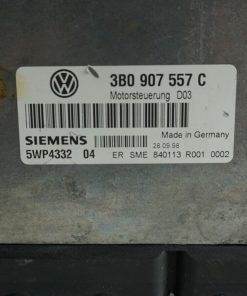 3B0 907 557 C
Motorsteuerung D03
Made in Germany
SIEMENS
28.09.98
5WP4332 04 ER SME 840113 R001 0002